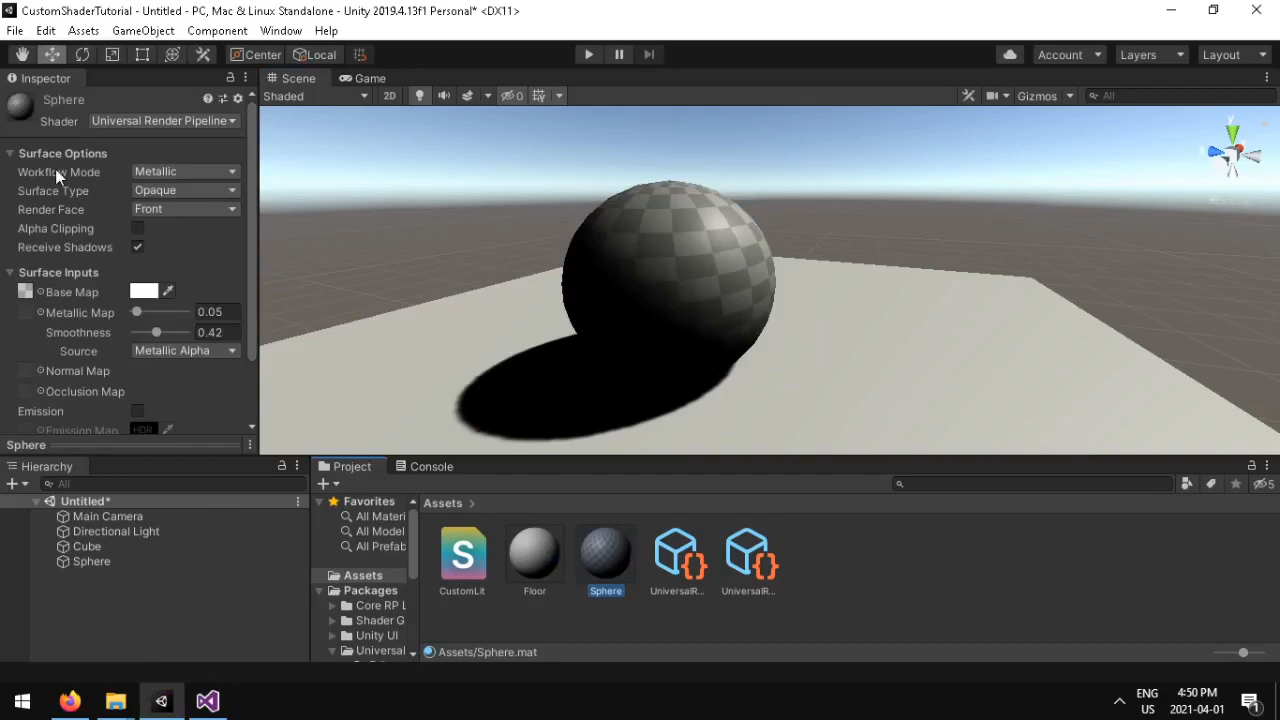 CustomShaderTutorial - Untitled - PC, Mac & Linux Standalone - Unity 2019.4.13f1 Personal* <DX11>
File Edit Assets GameObject Component Window Help
Center Local Account Layers Layout
Inspector
Scene Game
Shaded 2D 0 Gizmos All
Sphere
Shader Universal Render Pipeline
Surface Options
Workflow Mode Metallic
Surface Type Opaque
Render Face Front
Alpha Clipping
Receive Shadows
Surface Inputs
Base Map
Metallic Map 0.05
Smoothness 0.42
Source Metallic Alpha
Normal Map
Occlusion Map
Emission
Emission Map HDR
Sphere
y
Hierarchy
All
Untitled*
Main Camera
Directional Light
Cube
Sphere
Project Console
5
Favorites
All Materi
All Model
All Prefab
Assets
Packages
Core RP L
Shader G
Unity UI
Universal
Assets
S
CustomLit Floor Sphere UniversalR... UniversalR...
Assets/Sphere.mat
ENG
US
4:50 PM
2021-04-01
1